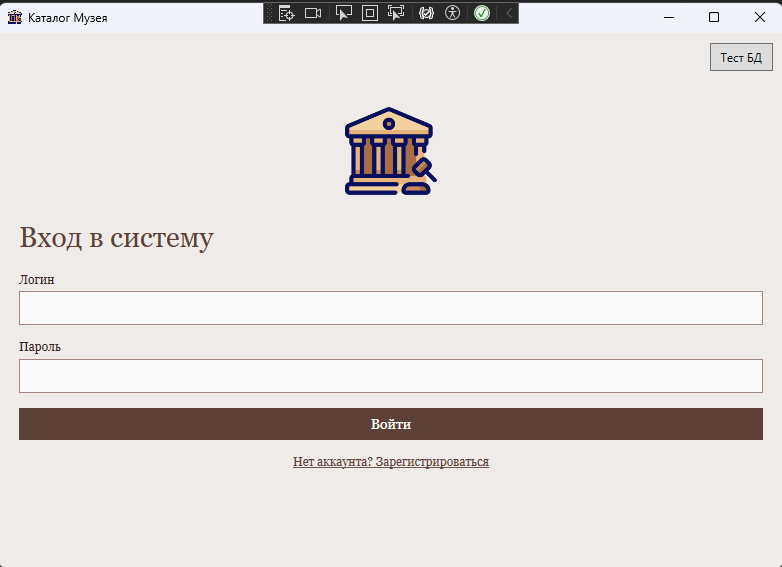 Каталог Музея
Тест БД
Вход в систему
Логин
Пароль
Войти
Нет аккаунта? Зарегистрироваться